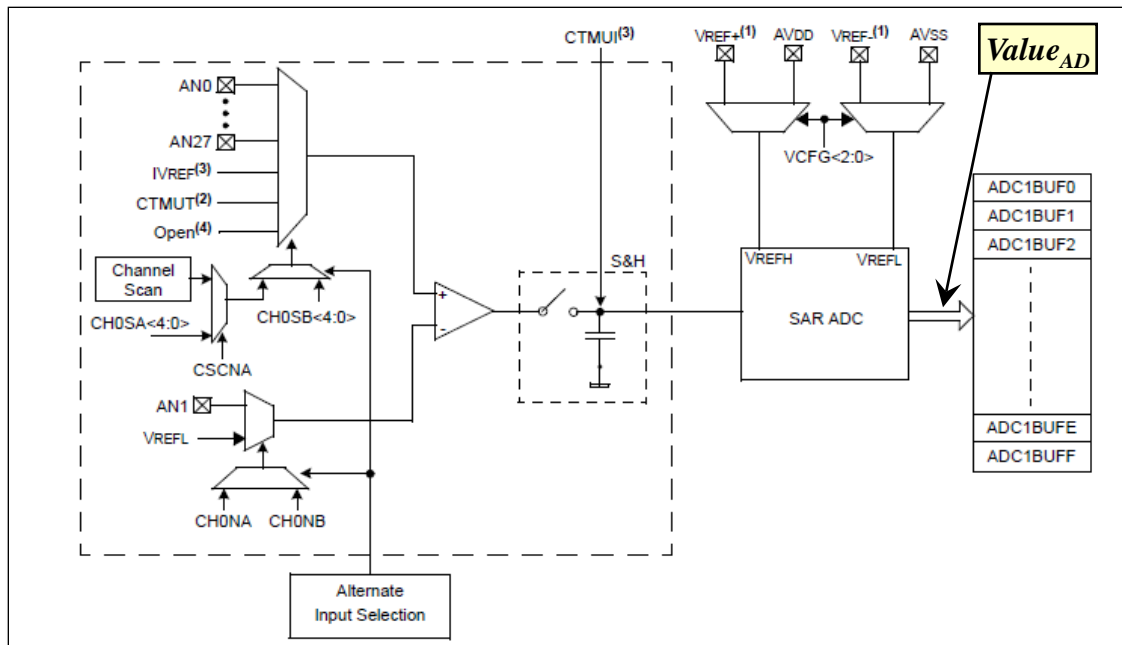 CTMUI(3)
VREF+(1) AVDD VREF-(1) AVSS
Value AD
AN0
AN27
IVREF(3)
CTMUT(2)
Open(4)
VCFG<2:0>
ADC1BUF0
ADC1BUF1
ADC1BUF2
Channel
Scan
CH0SA<4:0>
CH0SB<4:0>
CSCNA
+
-
S&H
VREFH VREFL
SAR ADC
AN1
VREFL
CH0NA CH0NB
ADC1BUFE
ADC1BUFF
Alternate
Input Selection